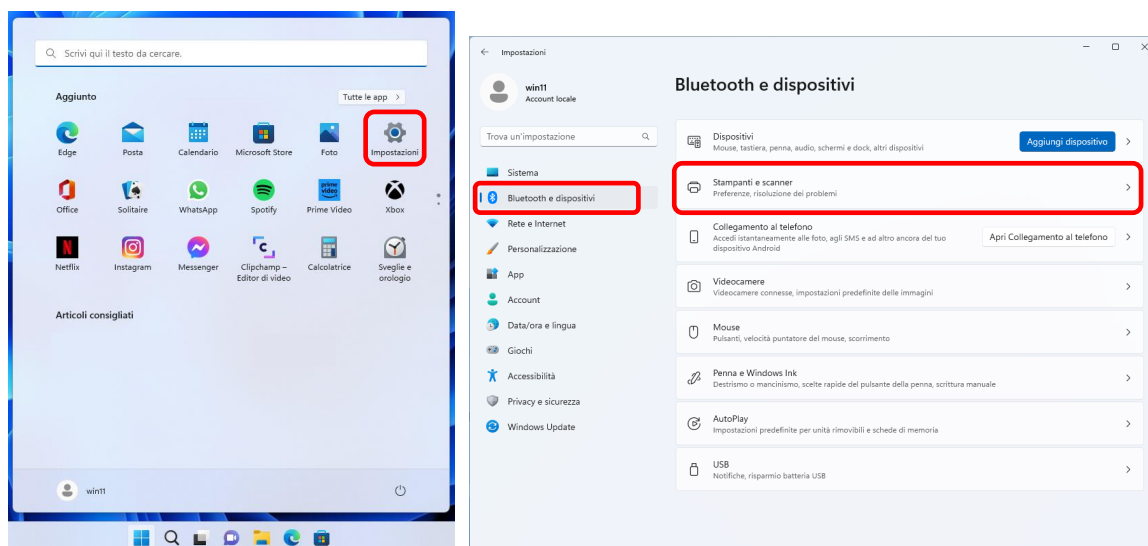 Scrivi qui il testo da cercare.
Aggiunto
Tutte le app
Edge
Posta
Calendario
Microsoft Store
Foto
Impostazioni
Office
Solitaire
WhatsApp
prime video
Spotify
Prime Video
Xbox
Netflix
Instagram
Messenger
Clipchamp –
Editor di video
Calcolatrice
Sveglie e
orologio
Articoli consigliati
win11
Impostazioni
win11
Account locale
Trova un'impostazione
Sistema
Bluetooth e dispositivi
Rete e Internet
Personalizzazione
App
Account
Data/ora e lingua
Giochi
Accessibilità
Privacy e sicurezza
Windows Update
Bluetooth e dispositivi
Dispositivi
Mouse, tastiera, penna, audio, schermi e dock, altri dispositivi
Aggiungi dispositivo
Stampanti e scanner
Preferenze, risoluzione dei problemi
Collegamento al telefono
Accedi istantaneamente alle foto, agli SMS e ad altro ancora del tuo
dispositivo Android
Apri Collegamento al telefono
Videocamere
Videocamere connesse, impostazioni predefinite delle immagini
Mouse
Pulsanti, velocità puntatore del mouse, scorrimento
Penna e Windows Ink
Destrismo o mancinismo, scelte rapide del pulsante della penna, scrittura manuale
AutoPlay
Impostazioni predefinite per unità rimovibili e schede di memoria
USB
Notifiche, risparmio batteria USB